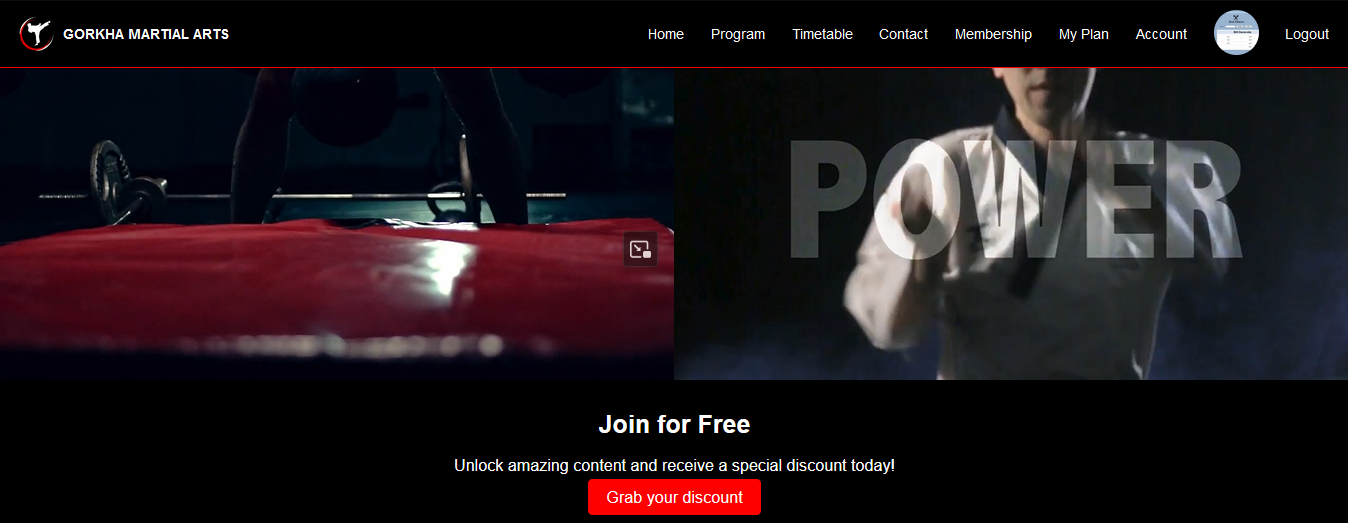 GORKHA MARTIAL ARTS Home Program Timetable Contact Membership My Plan Account Logout
POWER
Join for Free
Unlock amazing content and receive a special discount today!
Grab your discount